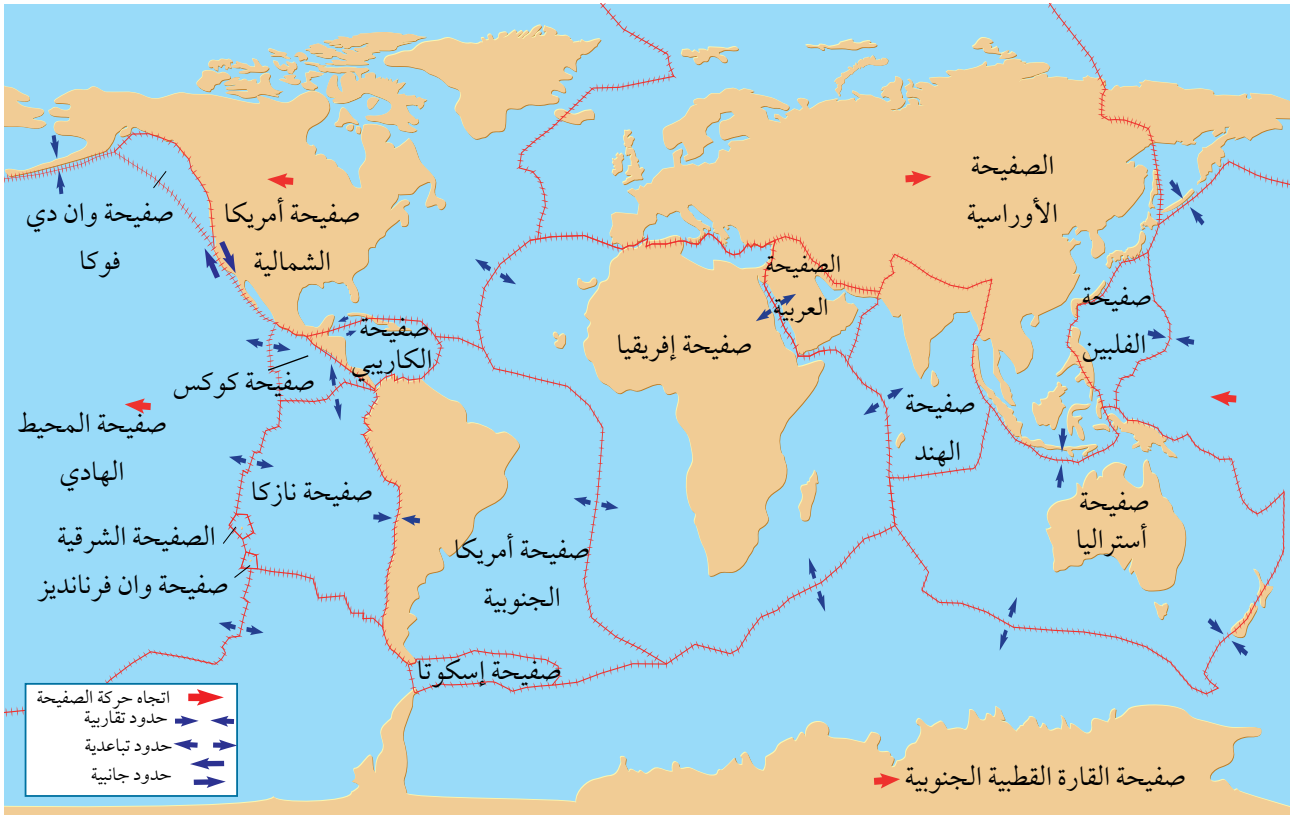 الصفيحة
الأوراسية
صفيحة أمريكا
الشمالية
صفيحة وان دي
فوكا
الصفيحة
العربية
صفيحة
الفلبين
صفيحة إفريقيا
صفيحة
الكاريبي
صفيحة كوكس
صفيحة
الهند
صفيحة المحيط
الهادي
صفيحة نازكا
صفيحة
أستراليا
الصفيحة الشرقية
صفيحة وان فرنانديز
صفيحة أمريكا
الجنوبية
صفيحة إسكوتا
صفيحة القارة القطبية الجنوبية
اتجاه حركة الصفيحة
حدود تقاربية
حدود تباعدية
حدود جانبية